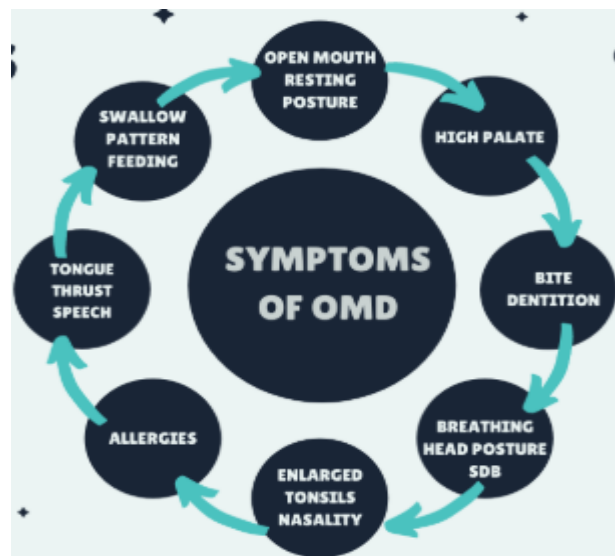 OPEN MOUTH
RESTING
POSTURE
HIGH PALATE
BITE
DENTITION
BREATHING
HEAD POSTURE
SDB
ENLARGED
TONSILS
NASALITY
ALLERGIES
TONGUE
THRUST
SPEECH
SWALLOW
PATTERN
FEEDING
SYMPTOMS
OF OMD